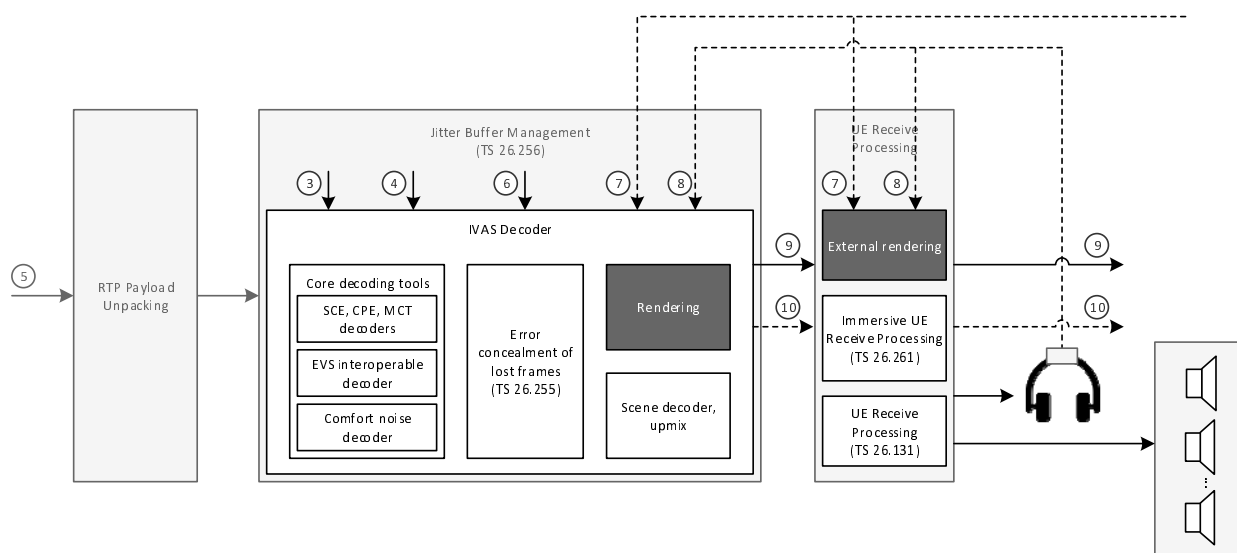 Jitter Buffer Management
(TS 26.256)
UE Receive
Processing
3
4
6
7
8
7
8
IVAS Decoder
External rendering
9
9
5
RTP Payload
Unpacking
Core decoding tools
SCE, CPE, MCT
decoders
EVS interoperable
decoder
Comfort noise
decoder
Error
concealment of
lost frames
(TS 26.255)
Rendering
Scene decoder,
upmix
10
10
Immersive UE
Receive Processing
(TS 26.261)
UE Receive
Processing
(TS 26.131)